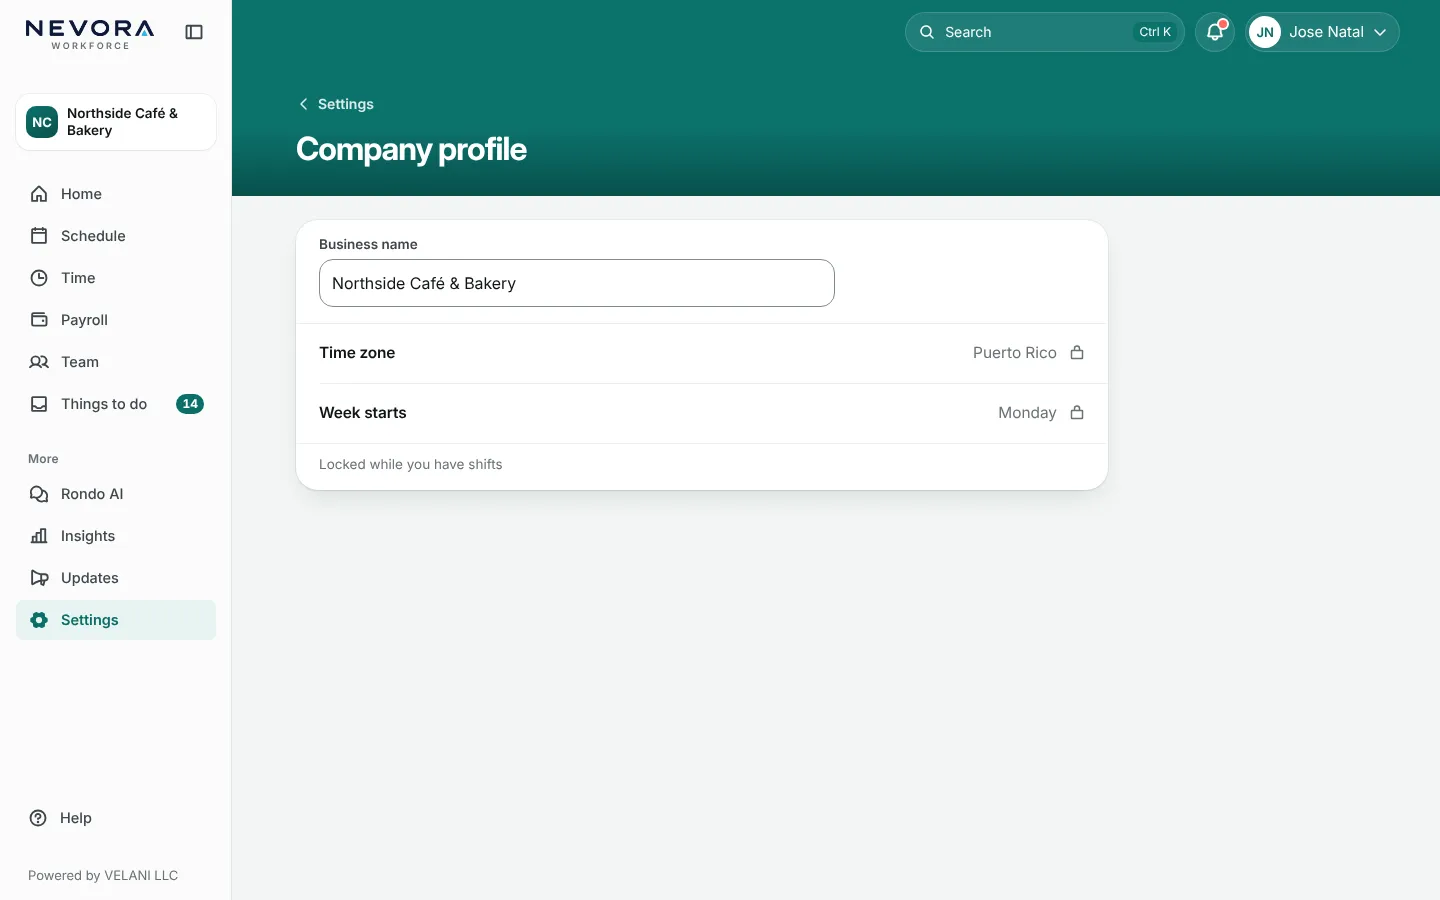 NEVORA
WORKFORCE
Search
Ctrl K
JN
Jose Natal
NC
Northside Café &
Bakery
Home
Schedule
Time
Payroll
Team
Things to do
14
More
Rondo AI
Insights
Updates
Settings
Help
Powered by VELANI LLC
Settings
Company profile
Business name
Northside Café & Bakery
Time zone
Puerto Rico
Week starts
Monday
Locked while you have shifts